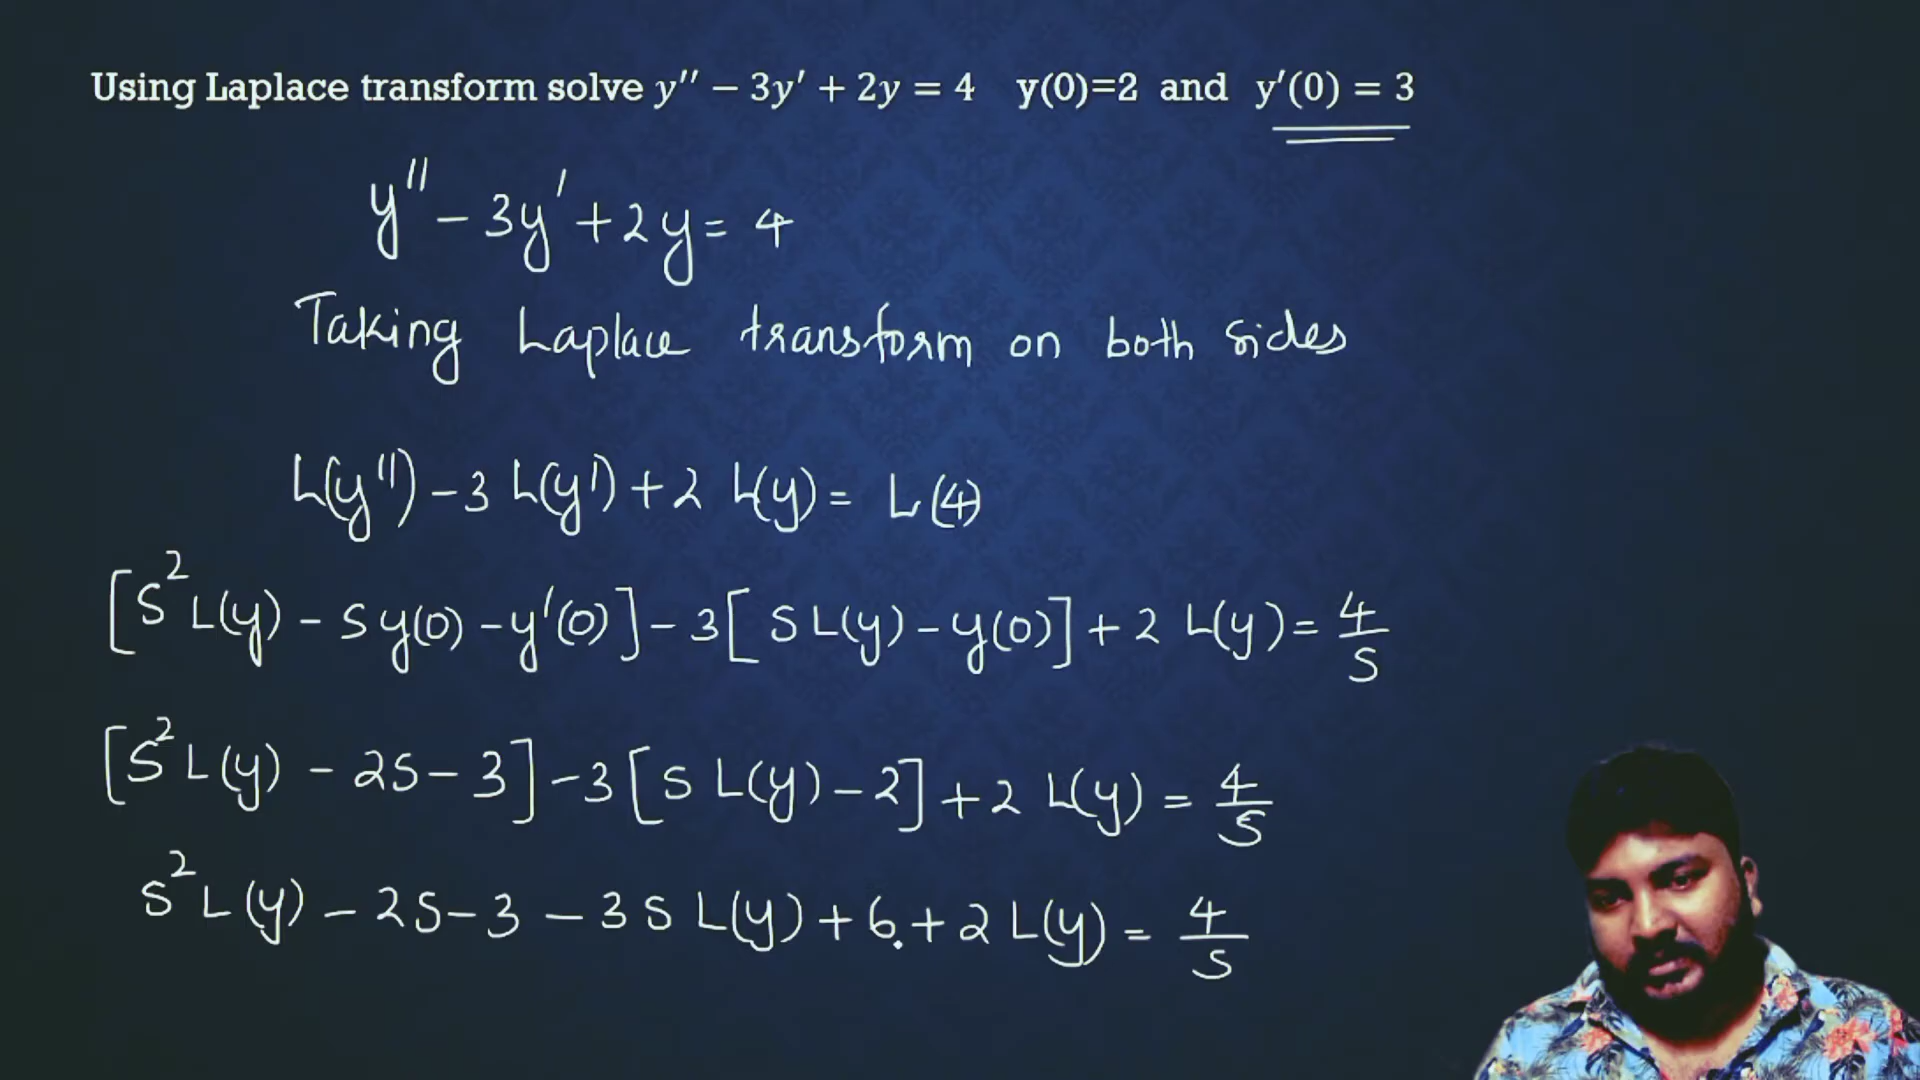 Using Laplace transform solve y'' − 3y' + 2y = 4 y(0)=2 and y'(0) = 3
y'' − 3y' + 2y = 4
Taking Laplace transform on both sides
L(y'') − 3 L(y') + 2 L(y) = L(4)
[S² L(y) − S y(0) − y'(0)] − 3[S L(y) − y(0)] + 2 L(y) = 4/S
[S² L(y) − 2S − 3] − 3[S L(y) − 2] + 2 L(y) = 4/S
S² L(y) − 2S − 3 − 3S L(y) + 6 + 2 L(y) = 4/S